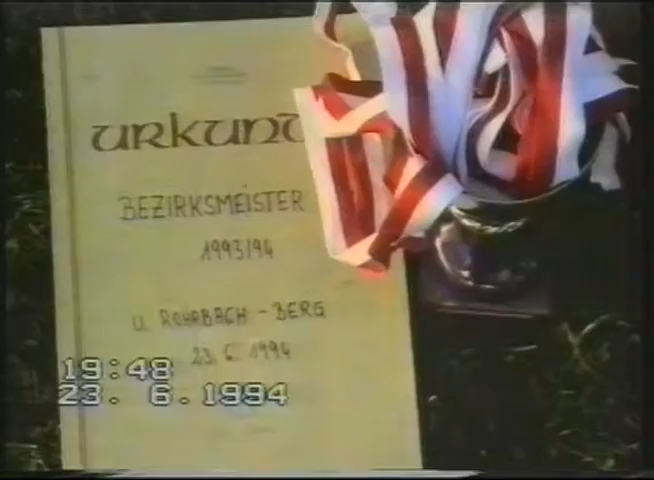 URKUND
BEZIRKSMEISTER
1993/94
U. ROHRBACH - BERG
23. 6. 1994
19:48
23. 6. 1994